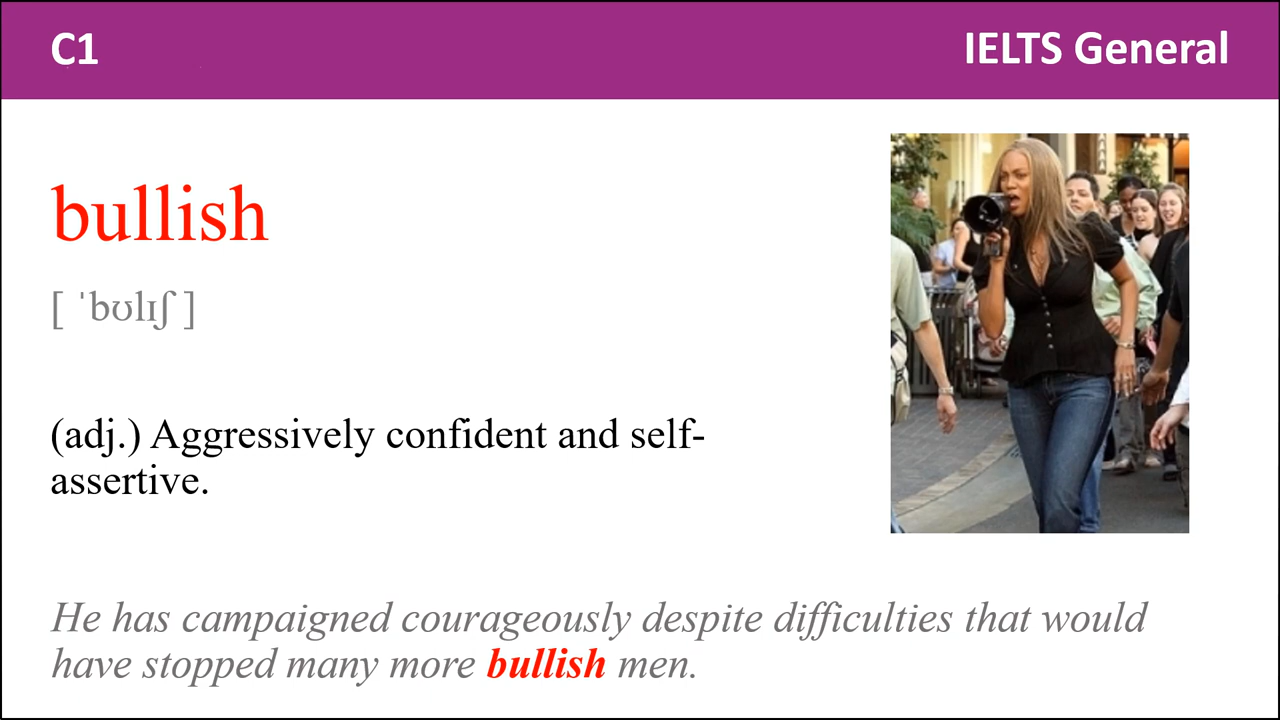 C1
IELTS General
bullish
[ ˈbʊlɪʃ ]
(adj.) Aggressively confident and self-
assertive.
He has campaigned courageously despite difficulties that would
have stopped many more bullish men.